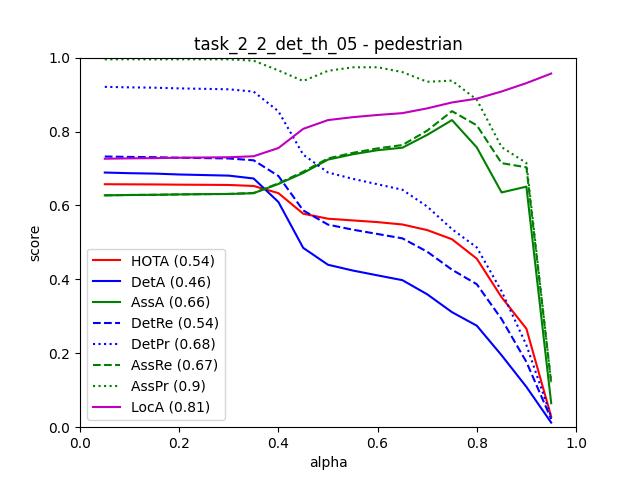 task_2_2_det_th_05 - pedestrian
1.0
0.8
0.6
0.4
0.2
0.0
score
HOTA (0.54)
DetA (0.46)
AssA (0.66)
DetRe (0.54)
DetPr (0.68)
AssRe (0.67)
AssPr (0.9)
LocA (0.81)
0.0 0.2 0.4 0.6 0.8 1.0
alpha